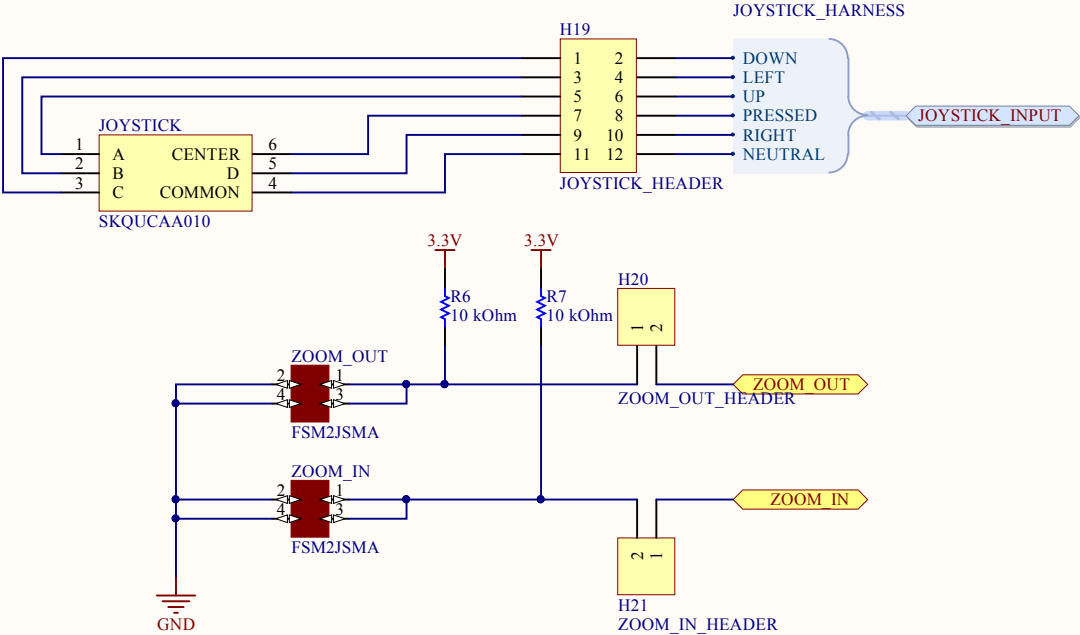 JOYSTICK_HARNESS
H19
1 2 DOWN
3 4 LEFT
5 6 UP
7 8 PRESSED
9 10 RIGHT
11 12 NEUTRAL
JOYSTICK_INPUT
JOYSTICK_HEADER
JOYSTICK
1 A CENTER 6
2 B D 5
3 C COMMON 4
SKQUCAA010
3.3V
3.3V
R6
10 kOhm
R7
10 kOhm
H20
1 2
ZOOM_OUT
2 1
4 3
FSM2JSMA
ZOOM_OUT
ZOOM_OUT_HEADER
ZOOM_IN
2 1
4 3
FSM2JSMA
ZOOM_IN
2 1
H21
ZOOM_IN_HEADER
GND